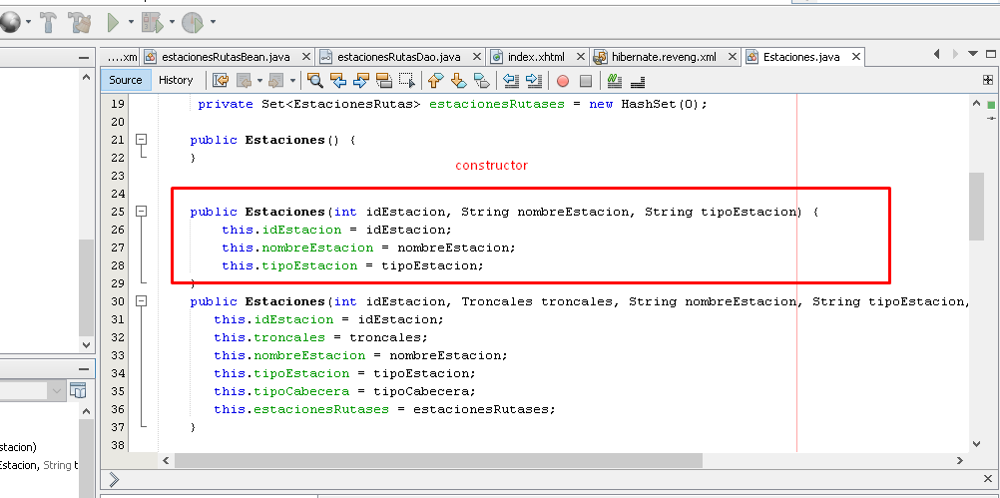 ....xm estacionesRutasBean.java estacionesRutasDao.java index.xhtml hibernate.reveng.xml Estaciones.java
Source History
19 private Set<EstacionesRutas> estacionesRutases = new HashSet(0);
20
21 public Estaciones() {
22 }
constructor
23
24
25 public Estaciones(int idEstacion, String nombreEstacion, String tipoEstacion) {
26 this.idEstacion = idEstacion;
27 this.nombreEstacion = nombreEstacion;
28 this.tipoEstacion = tipoEstacion;
29 }
30 public Estaciones(int idEstacion, Troncales troncales, String nombreEstacion, String tipoEstacion,
31 this.idEstacion = idEstacion;
32 this.troncales = troncales;
33 this.nombreEstacion = nombreEstacion;
34 this.tipoEstacion = tipoEstacion;
35 this.tipoCabecera = tipoCabecera;
36 this.estacionesRutases = estacionesRutases;
37 }
38
stacion)
Estacion, String t